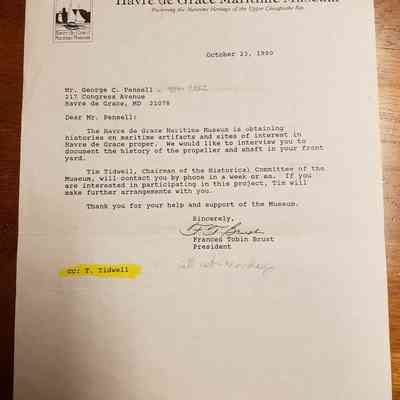 Havre de Grace Maritime Museum
Preserving the Maritime Heritage of the Upper Chesapeake Bay
Havre de Grace
Maritime Museum
October 23, 1990
Mr. George C. Pensell
217 Congress Avenue
Havre de Grace, MD 21078
Dear Mr. Pensell:
The Havre de Grace Maritime Museum is obtaining
histories on maritime artifacts and sites of interest in
Havre de Grace proper. We would like to interview you to
document the history of the propeller and shaft in your front
yard.
Tim Tidwell, Chairman of the Historical Committee of the
Museum, will contact you by phone in a week or so. If you
are interested in participating in this project, Tim will
make further arrangements with you.
Thank you for your help and support of the Museum.
Sincerely,
F. T. Brust
Frances Tobin Brust
President
cc: T. Tidwell